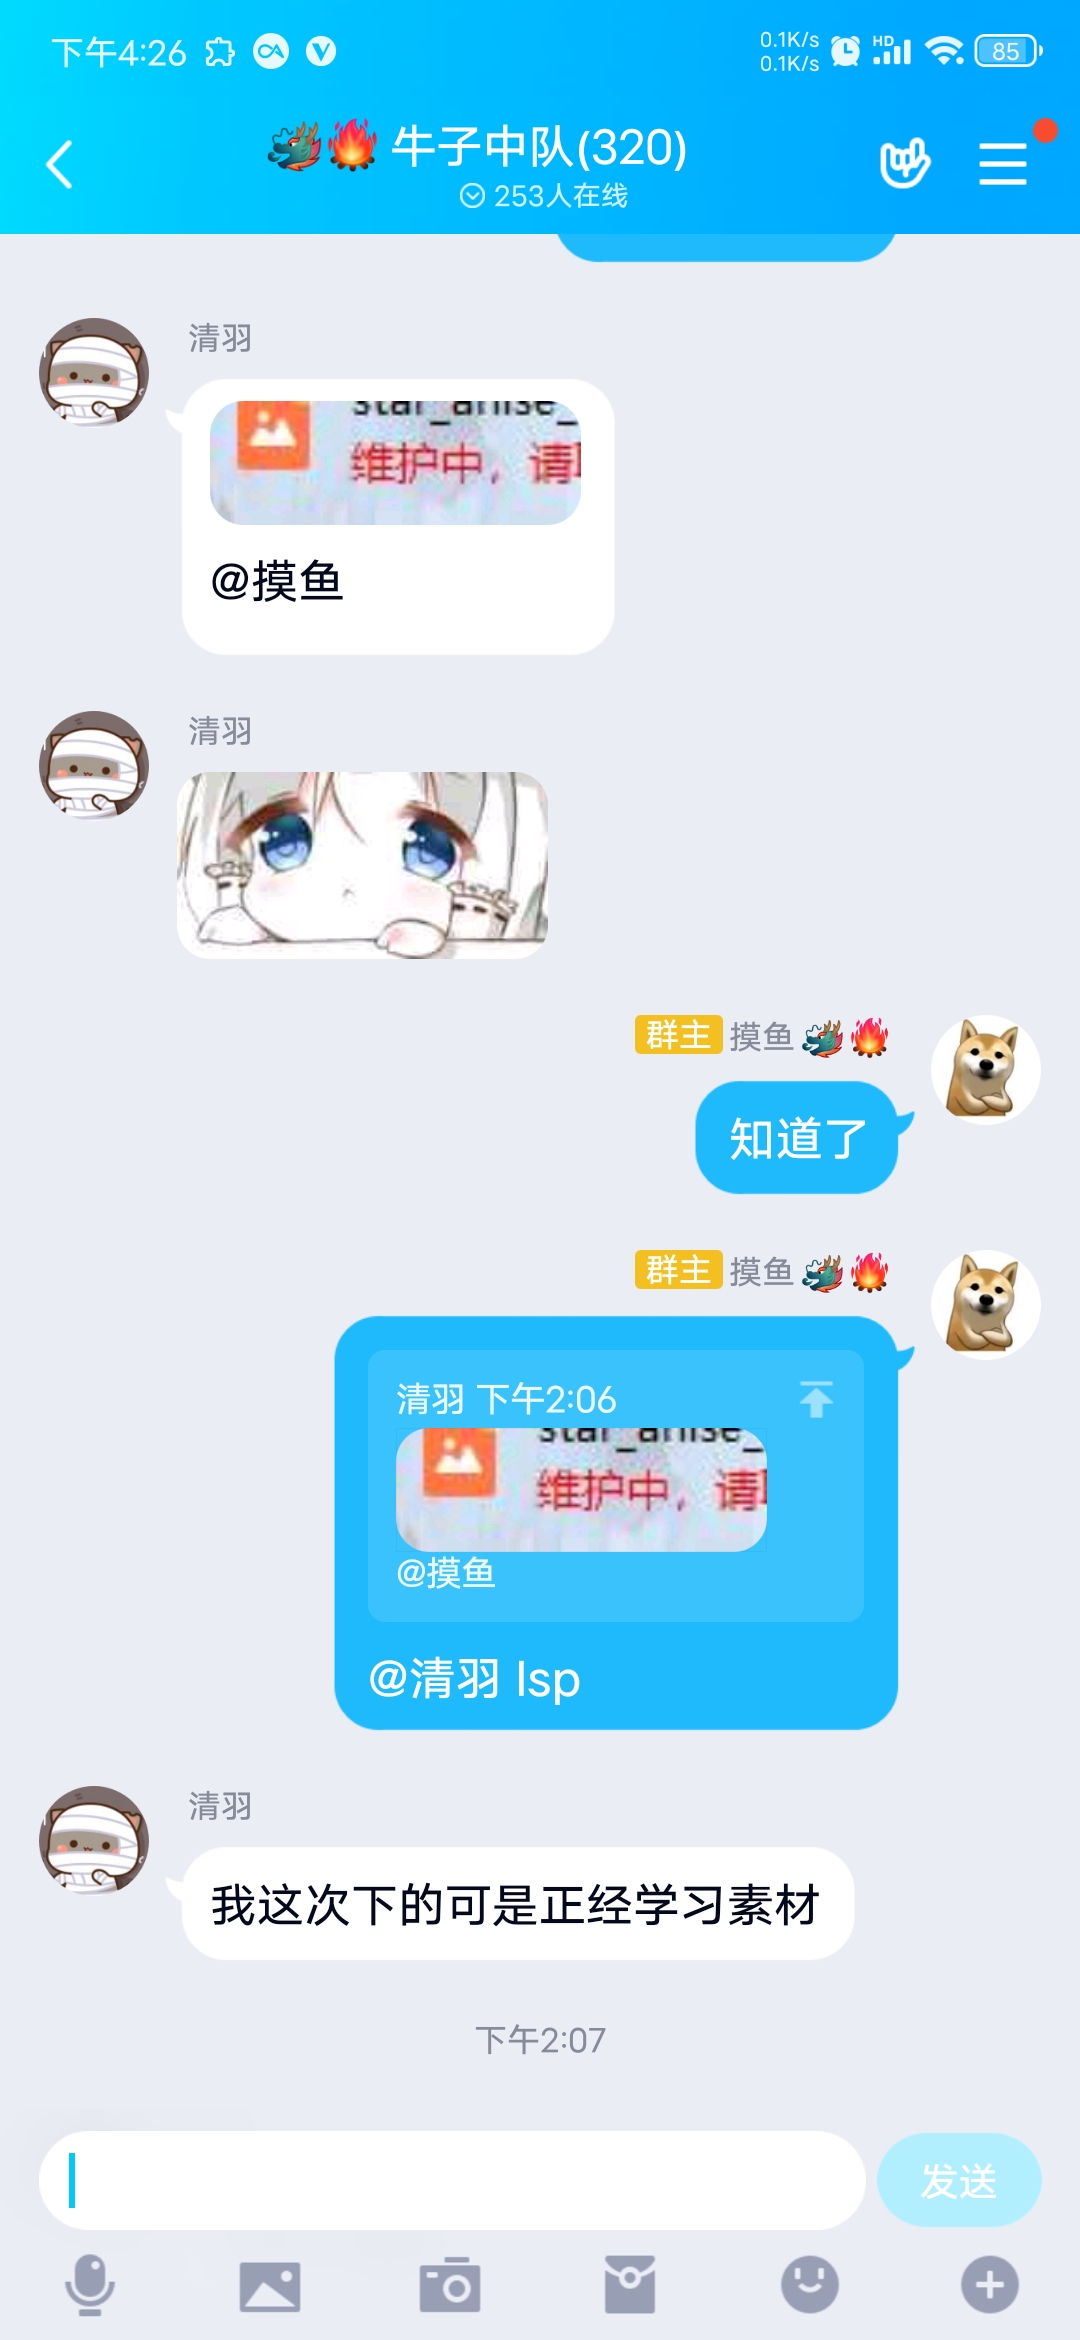 下午4:26
0.1K/s
0.1K/s
HD
85
牛子中队(320)
253人在线
清羽
star_anise_
维护中，请
@摸鱼
清羽
群主 摸鱼
知道了
群主 摸鱼
清羽 下午2:06
star_anise_
维护中，请
@摸鱼
@清羽 lsp
清羽
我这次下的可是正经学习素材
下午2:07
发送